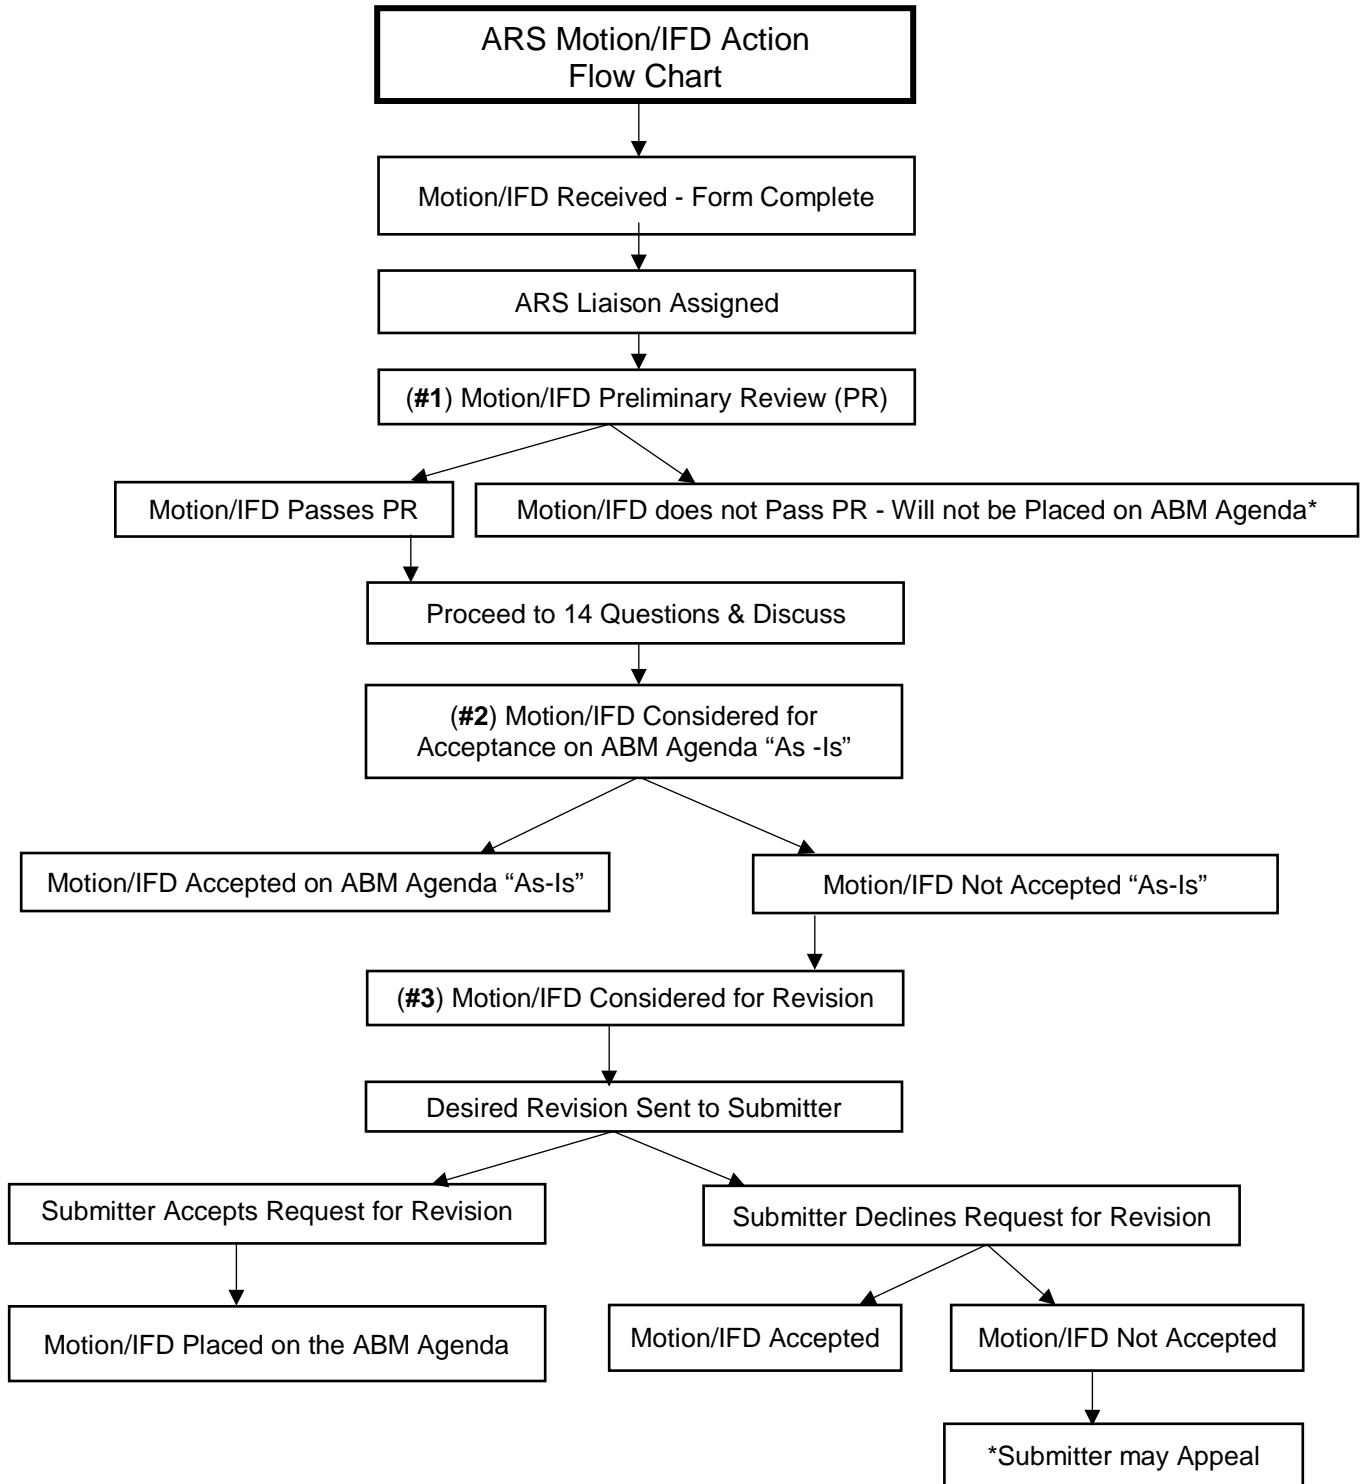 ARS Motion/IFD Action
Flow Chart
Motion/IFD Received - Form Complete
ARS Liaison Assigned
(#1) Motion/IFD Preliminary Review (PR)
Motion/IFD Passes PR
Motion/IFD does not Pass PR - Will not be Placed on ABM Agenda*
Proceed to 14 Questions & Discuss
(#2) Motion/IFD Considered for
Acceptance on ABM Agenda “As -Is”
Motion/IFD Accepted on ABM Agenda “As-Is”
Motion/IFD Not Accepted “As-Is”
(#3) Motion/IFD Considered for Revision
Desired Revision Sent to Submitter
Submitter Accepts Request for Revision
Submitter Declines Request for Revision
Motion/IFD Placed on the ABM Agenda
Motion/IFD Accepted
Motion/IFD Not Accepted
*Submitter may Appeal